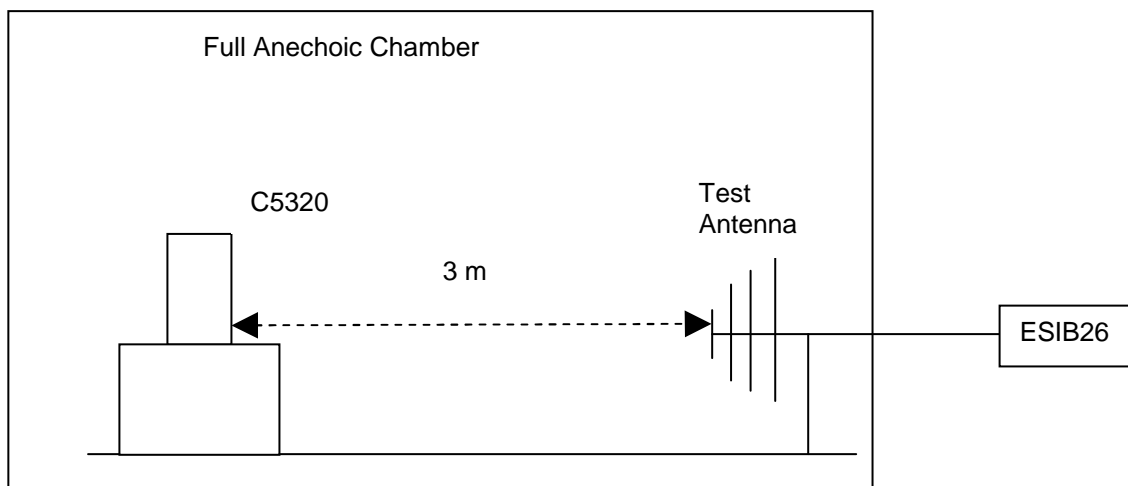 Full Anechoic Chamber
C5320
Test
Antenna
3 m
ESIB26